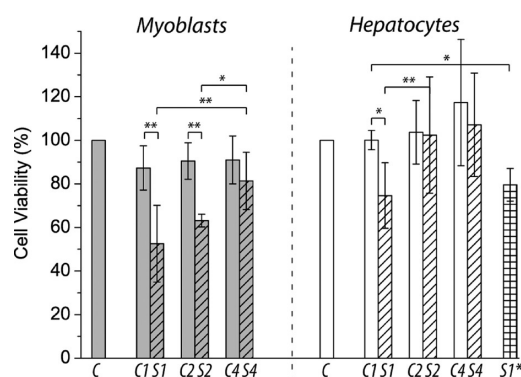 Myoblasts Hepatocytes
140
120
100
80
60
40
20
0
Cell Viability (%)
* *
** **
** ** *
C C1 S1 C2 S2 C4 S4 C C1 S1 C2 S2 C4 S4 S1*